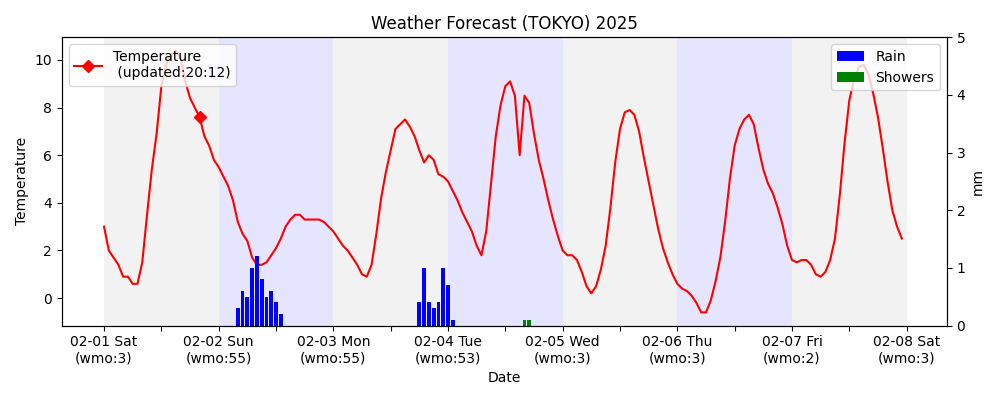 Weather Forecast (TOKYO) 2025
Temperature
(updated:20:12)
Rain
Showers
Temperature
10
8
6
4
2
0
5
4
3
2
1
0
mm
02-01 Sat
(wmo:3)
02-02 Sun
(wmo:55)
02-03 Mon
(wmo:55)
02-04 Tue
(wmo:53)
02-05 Wed
(wmo:3)
02-06 Thu
(wmo:3)
02-07 Fri
(wmo:2)
02-08 Sat
(wmo:3)
Date